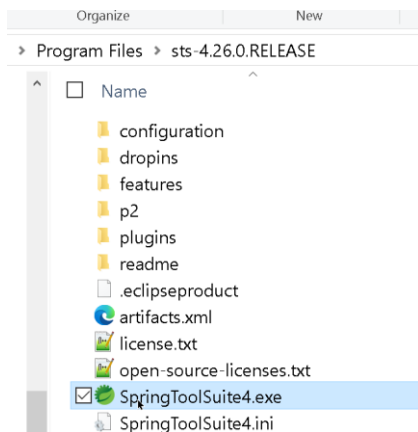 Organize New
Program Files sts-4.26.0.RELEASE
Name
configuration
dropins
features
p2
plugins
readme
.eclipseproduct
artifacts.xml
license.txt
open-source-licenses.txt
SpringToolSuite4.exe
SpringToolSuite4.ini